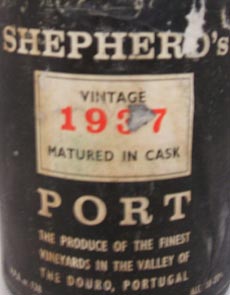 SHEPHERD's
VINTAGE
1937
MATURED IN CASK
PORT
THE PRODUCE OF THE FINEST
VINEYARDS IN THE VALLEY OF
THE DOURO, PORTUGAL